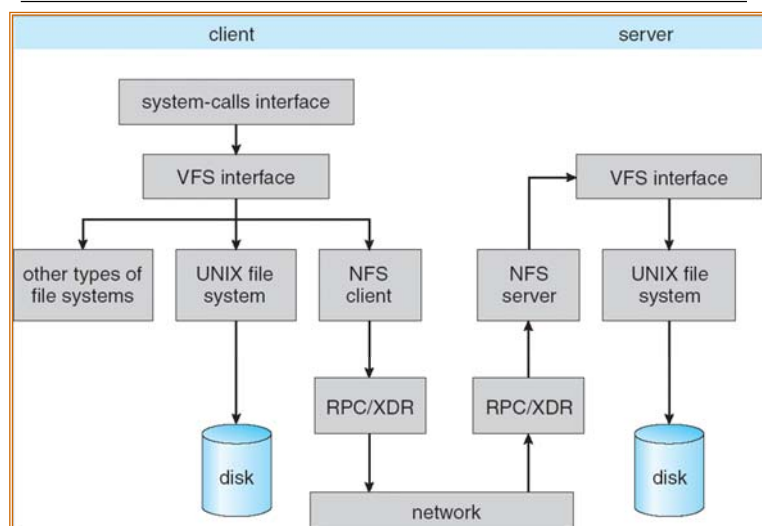 client
server
system-calls interface
VFS interface
VFS interface
other types of
file systems
UNIX file
system
NFS
client
NFS
server
UNIX file
system
RPC/XDR
RPC/XDR
disk
disk
network